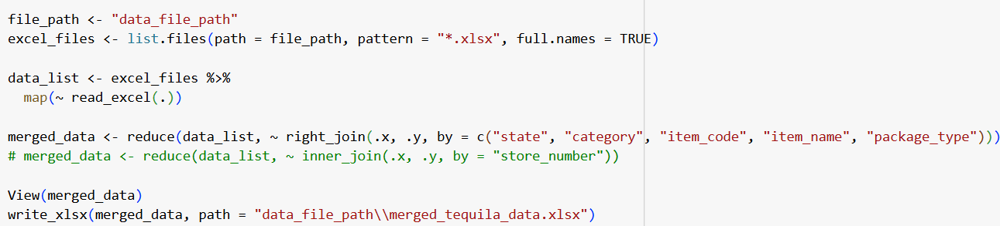 file_path <- "data_file_path"
excel_files <- list.files(path = file_path, pattern = "*.xlsx", full.names = TRUE)
data_list <- excel_files %>%
map(~ read_excel(.))
merged_data <- reduce(data_list, ~ right_join(.x, .y, by = c("state", "category", "item_code", "item_name", "package_type")))
# merged_data <- reduce(data_list, ~ inner_join(.x, .y, by = "store_number"))
View(merged_data)
write_xlsx(merged_data, path = "data_file_path\\merged_tequila_data.xlsx")